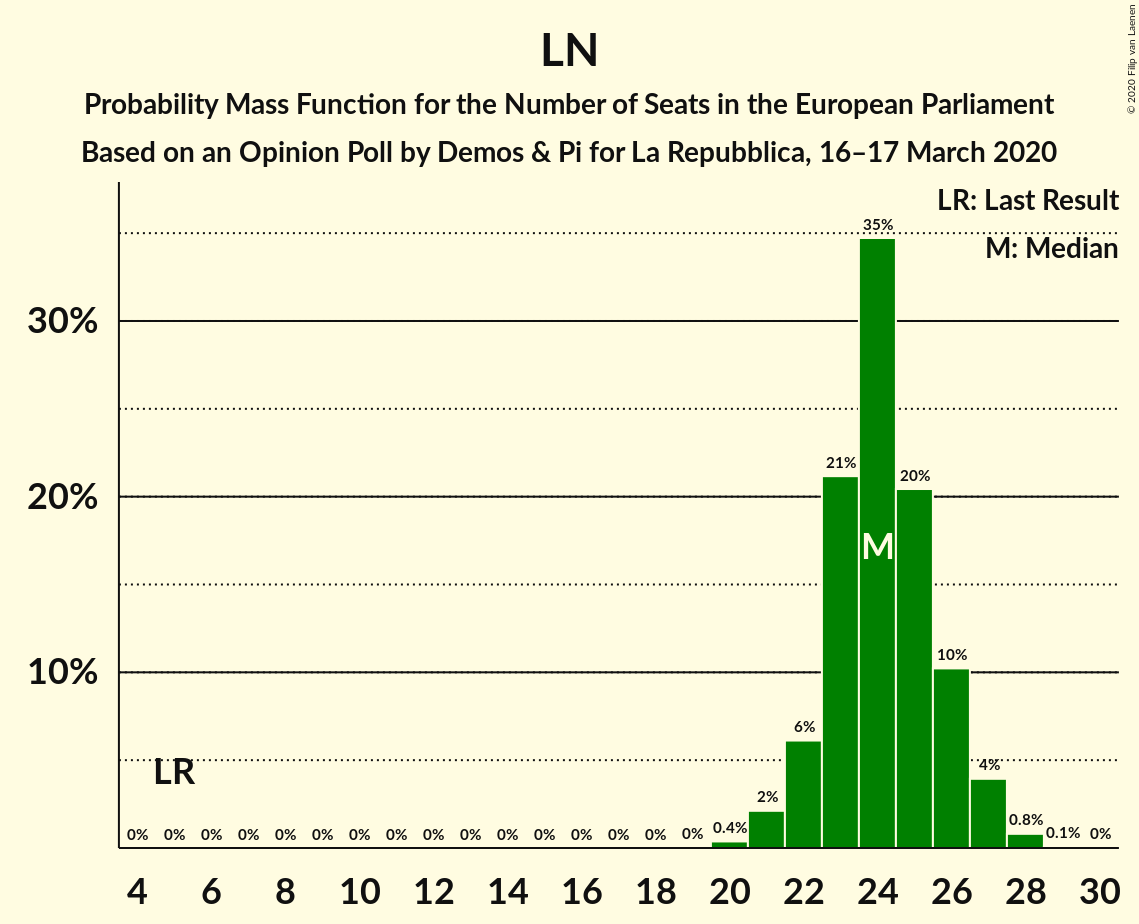 LN
Probability Mass Function for the Number of Seats in the European Parliament
Based on an Opinion Poll by Demos & Pi for La Repubblica, 16–17 March 2020
© 2020 Filip van Laenen
LR: Last Result
M: Median
30%
20%
10%
LR
M
0% 0% 0% 0% 0% 0% 0% 0% 0% 0% 0% 0% 0% 0% 0% 0% 0.4% 2% 6% 21% 35% 20% 10% 4% 0.8% 0.1% 0%
4 6 8 10 12 14 16 18 20 22 24 26 28 30